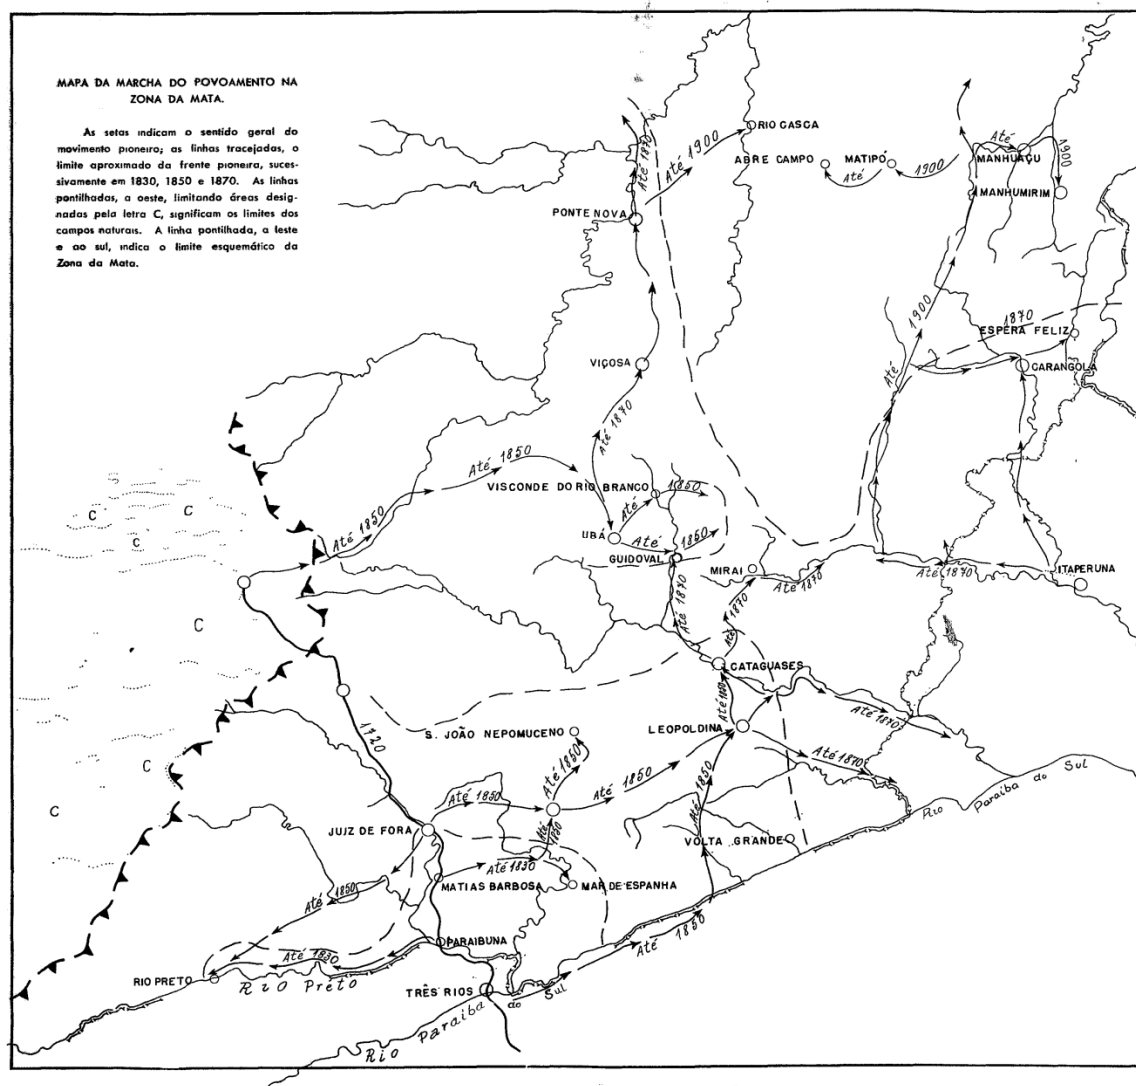 MAPA DA MARCHA DO POVOAMENTO NA
ZONA DA MATA.
As setas indicam o sentido geral do
movimento pioneiro; as linhas tracejadas, o
limite aproximado da frente pioneira, suces-
sivamente em 1830, 1850 e 1870. As linhas
pontilhadas, a oeste, limitando áreas desig-
nadas pela letra C, significam os limites dos
campos naturais. A linha pontilhada, a leste
e ao sul, indica o limite esquemático da
Zona da Mata.
RIO CASCA
Até 1870
Até 1900
ABRE CAMPO
MATIPÓ
Até
1900
Até
MANHUAÇU
1900
MANHUMIRIM
PONTE NOVA
1900
Até
1870
ESPERA FELIZ
CARANGOLA
VIÇOSA
Até 1870
Até 1850
VISCONDE DO RIO BRANCO
1850
Até
Até 1850
UBÁ
Até
1850
GUIDOVAL
MIRAI
Até 1870
Até 1870
ITAPERUNA
C
C
C
C
Até 1870
Até 1870
CATAGUASES
1720
S. JOÃO NEPOMUCENO
Até 1850
LEOPOLDINA
Até 1870
Até 1870
C
C
Até 1850
Até 1850
Até 1850
Até 1850
Rio Paraiba do Sul
JUIZ DE FORA
Até
1830
VOLTA GRANDE
Até 1830
MATIAS BARBOSA
MAR DE ESPANHA
Até 1850
PARAIBUNA
Até 1830
Até 1850
RIO PRETO
Rio Prêto
TRÊS RIOS
Rio Paraiba do Sul